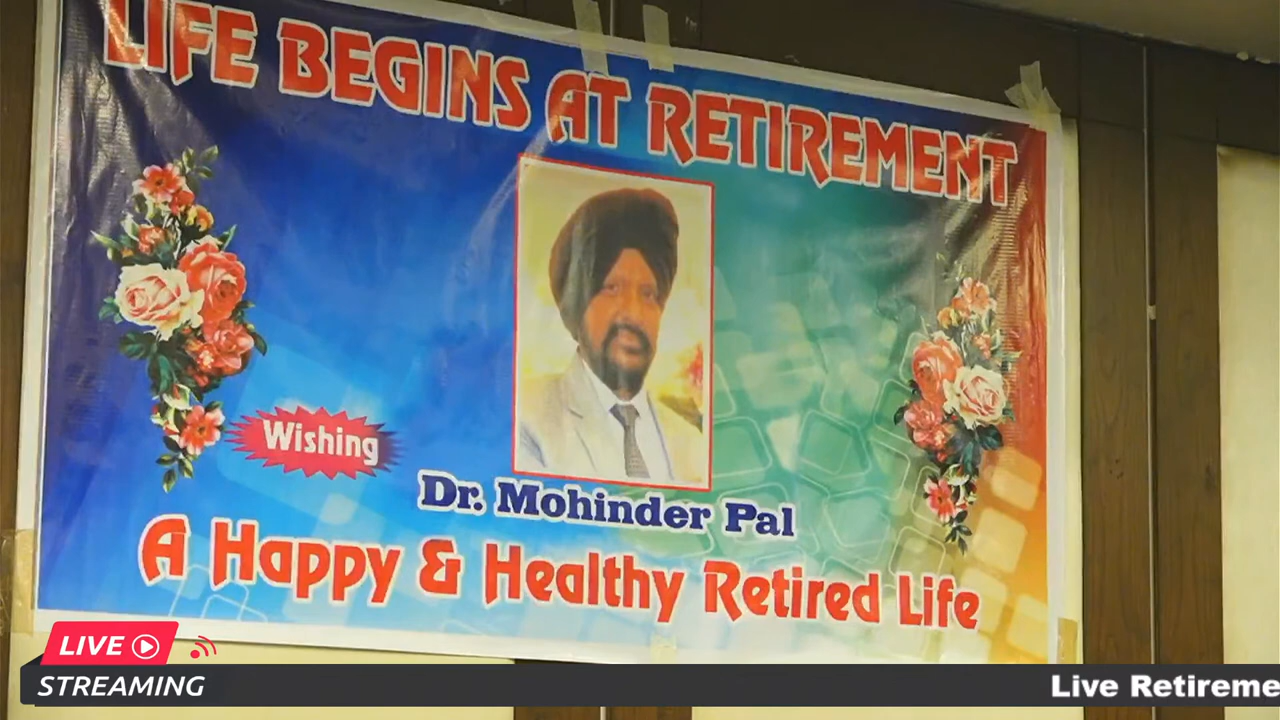 LIFE BEGINS AT RETIREMENT
Wishing
Dr. Mohinder Pal
A Happy & Healthy Retired Life
LIVE
STREAMING
Live Retireme